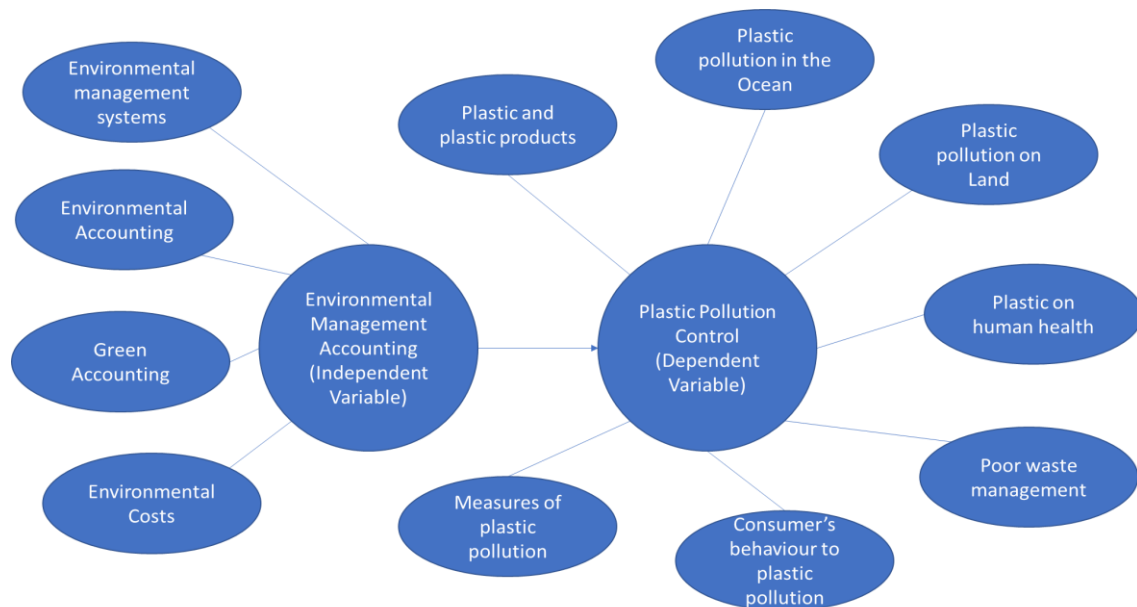 Environmental
management
systems
Environmental
Accounting
Green
Accounting
Environmental
Costs
Environmental
Management
Accounting
(Independent
Variable)
Plastic and
plastic products
Plastic
pollution in the
Ocean
Plastic
pollution on
Land
Plastic on
human health
Poor waste
management
Consumer’s
behaviour to
plastic
pollution
Measures of
plastic
pollution
Plastic Pollution
Control
(Dependent
Variable)